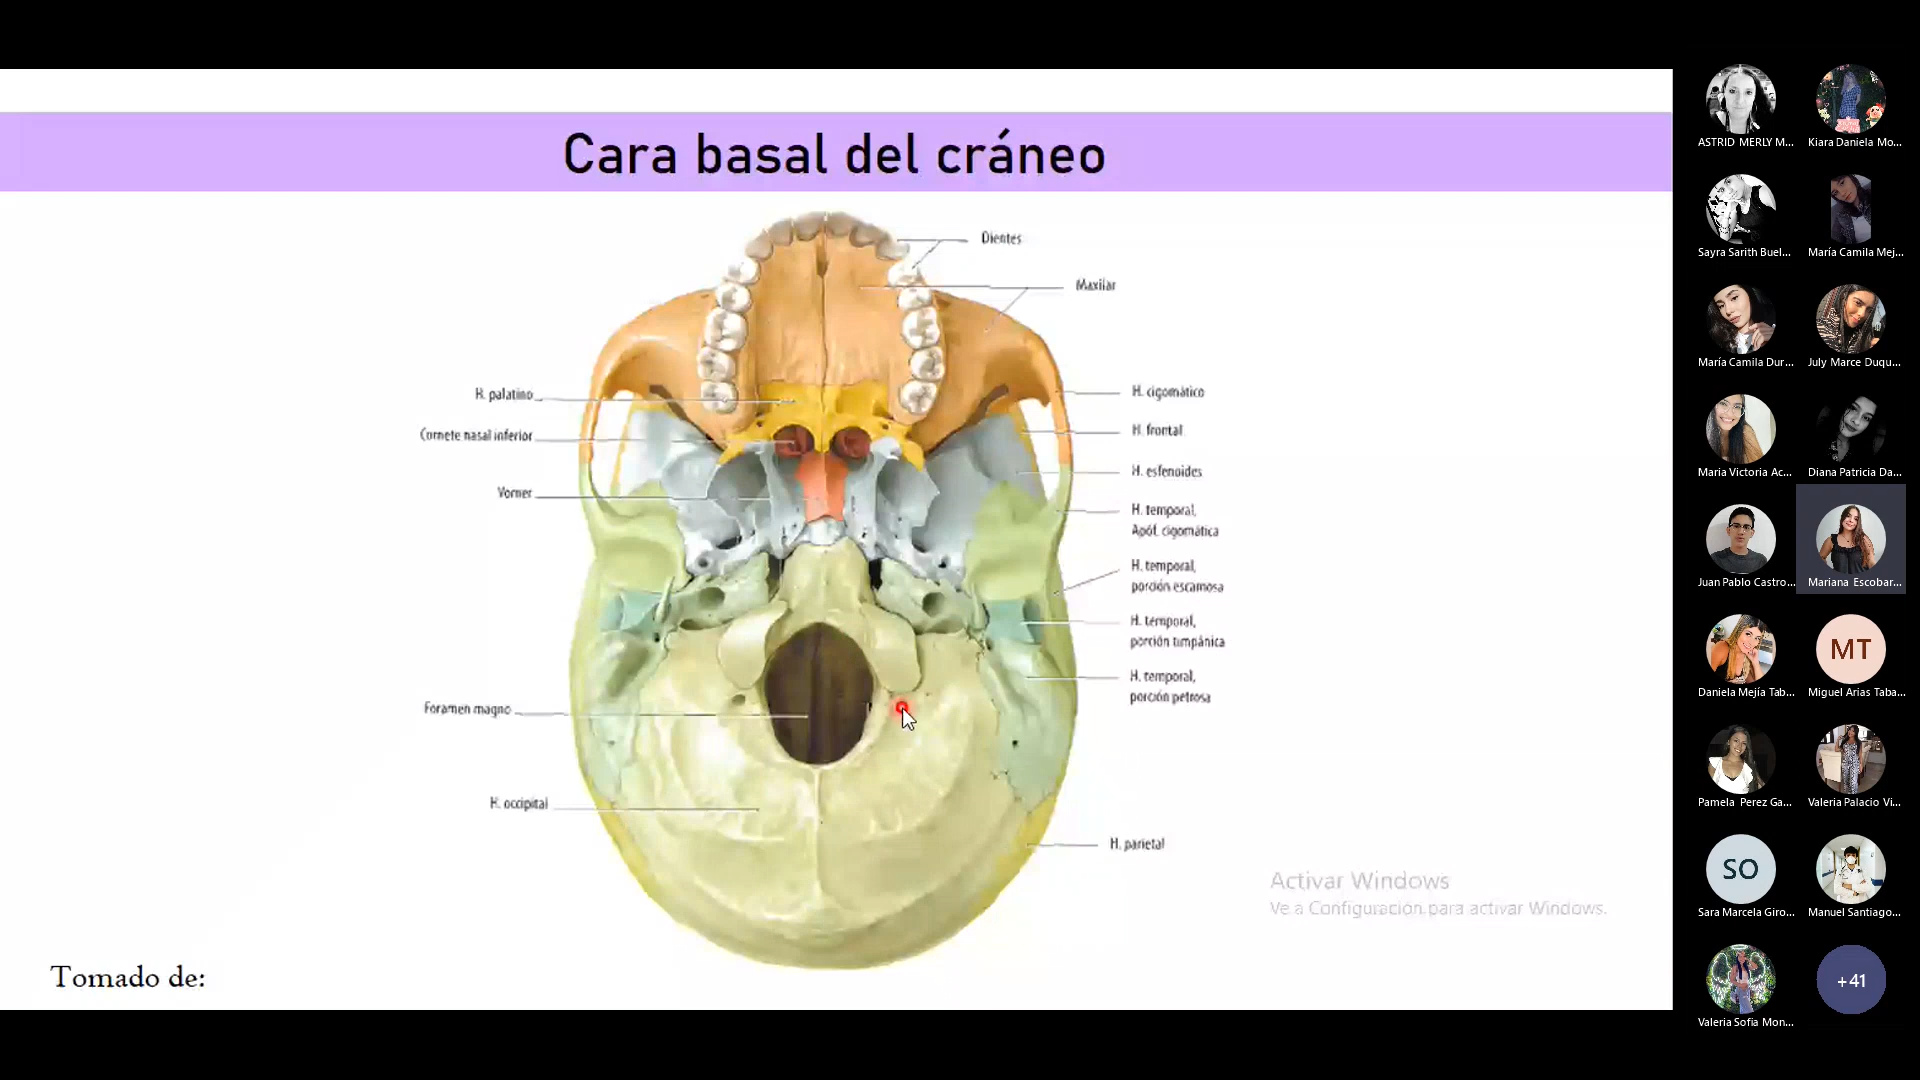 Cara basal del cráneo
Dientes
Maxilar
H. palatino
Cornete nasal inferior
Vomer
Foramen magno
H. occipital
H. cigomático
H. frontal
H. esfenoides
H. temporal,
Apóf. cigomática
H. temporal,
porción escamosa
H. temporal,
porción timpánica
H. temporal,
porción petrosa
H. parietal
Activar Windows
Ve a Configuración para activar Windows.
Tomado de:
ASTRID MERLY M...
Kiara Daniela Mo...
Sayra Sarith Buel...
María Camila Mej...
María Camila Dur...
July Marce Duqu...
Maria Victoria Ac...
Diana Patricia Da...
Juan Pablo Castro...
Mariana Escobar...
Daniela Mejía Tab...
MT
Miguel Arias Taba...
Pamela Perez Ga...
Valeria Palacio Vi...
SO
Sara Marcela Giro...
Manuel Santiago...
Valeria Sofia Mon...
+41